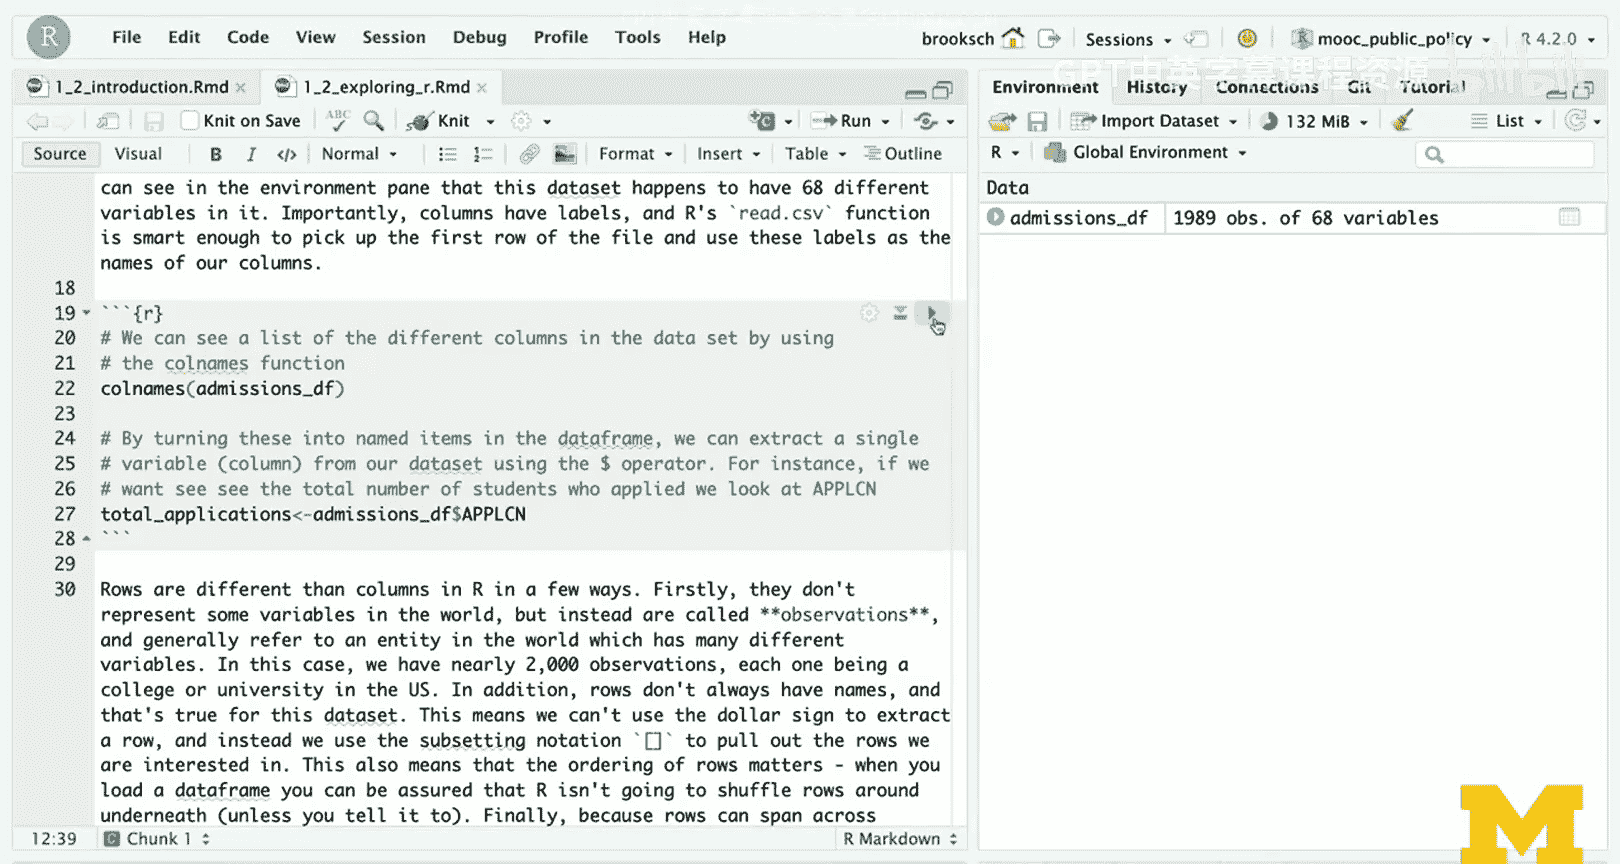 R File Edit Code View Session Debug Profile Tools Help brooksch Sessions mooc_public_policy R 4.2.0
GPT中英字幕课程资源
1_2_introduction.Rmd 1_2_exploring_r.Rmd
Environment History Connections Git Tutorial
Knit on Save ABC Knit Run
Import Dataset 132 MiB List
Source Visual B I </> Normal Format Insert Table Outline
R Global Environment
Data
admissions_df 1989 obs. of 68 variables
can see in the environment pane that this dataset happens to have 68 different
variables in it. Importantly, columns have labels, and R's `read.csv` function
is smart enough to pick up the first row of the file and use these labels as the
names of our columns.
18
19 ```{r}
20 # We can see a list of the different columns in the data set by using
21 # the colnames function
22 colnames(admissions_df)
23
24 # By turning these into named items in the dataframe, we can extract a single
25 # variable (column) from our dataset using the $ operator. For instance, if we
26 # want see see the total number of students who applied we look at APPLCN
27 total_applications<-admissions_df$APPLCN
28 ```
29
30 Rows are different than columns in R in a few ways. Firstly, they don't
represent some variables in the world, but instead are called **observations**,
and generally refer to an entity in the world which has many different
variables. In this case, we have nearly 2,000 observations, each one being a
college or university in the US. In addition, rows don't always have names, and
that's true for this dataset. This means we can't use the dollar sign to extract
a row, and instead we use the subsetting notation `[]` to pull out the rows we
are interested in. This also means that the ordering of rows matters - when you
load a dataframe you can be assured that R isn't going to shuffle rows around
underneath (unless you tell it to). Finally, because rows can span across
12:39 C Chunk 1 R Markdown
M